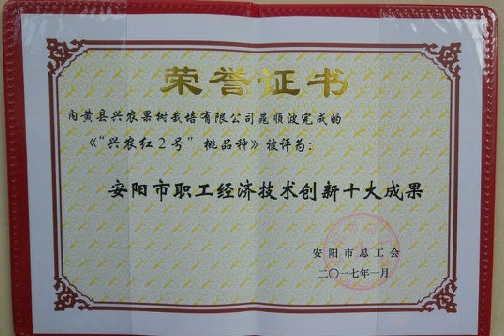 荣誉证书
内黄县兴农果树栽培有限公司晁顺波完成的
《“兴农红2号”桃品种》被评为：
安阳市职工经济技术创新十大成果
安阳市总工会
二〇一七年一月